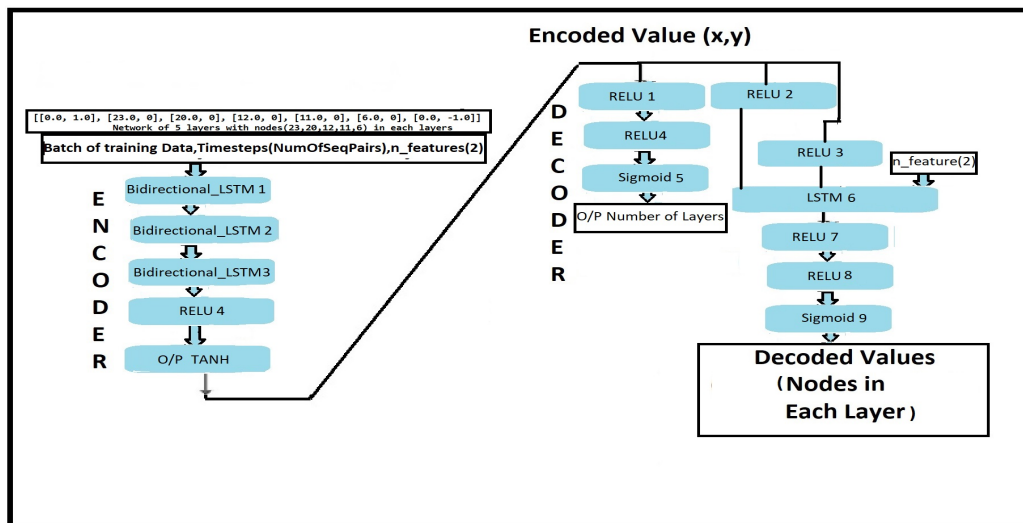 Encoded Value (x,y)
[[0.0, 1.0], [23.0, 0], [20.0, 0], [12.0, 0], [11.0, 0], [6.0, 0], [0.0, -1.0]]
Network of 5 layers with nodes(23,20,12,11,6) in each layers
Batch of training Data,Timesteps(NumOfSeqPairs),n_features(2)
ENCODER
Bidirectional_LSTM 1
Bidirectional_LSTM 2
Bidirectional_LSTM3
RELU 4
O/P TANH
DECODER
RELU 1
RELU4
Sigmoid 5
O/P Number of Layers
RELU 2
RELU 3
n_feature(2)
LSTM 6
RELU 7
RELU 8
Sigmoid 9
Decoded Values
(Nodes in
Each Layer)